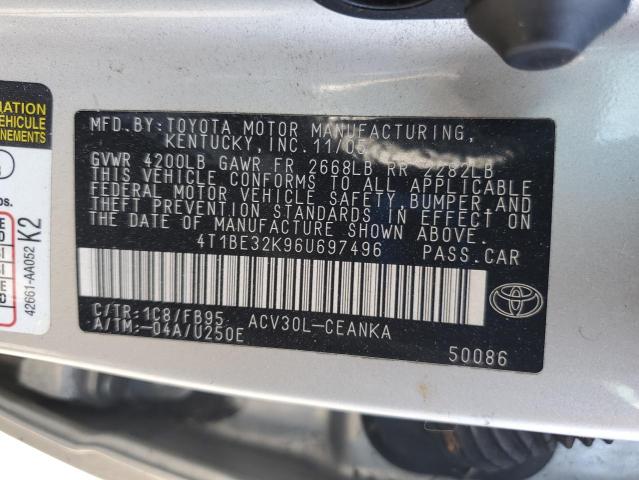 MFD.BY:TOYOTA MOTOR MANUFACTURING,
KENTUCKY, INC.11/05
GVWR 4200LB GAWR FR 2668LB RR 2282LB
THIS VEHICLE CONFORMS TO ALL APPLICABLE
FEDERAL MOTOR VEHICLE SAFETY, BUMPER, AND
THEFT PREVENTION STANDARDS IN EFFECT ON
THE DATE OF MANUFACTURE SHOWN ABOVE.
4T1BE32K96U697496 PASS.CAR
C/TR:1C8/FB95 ACV30L-CEANKA
A/TM:-04A/U250E
50086
VEHICULE
42661-AA052 K2